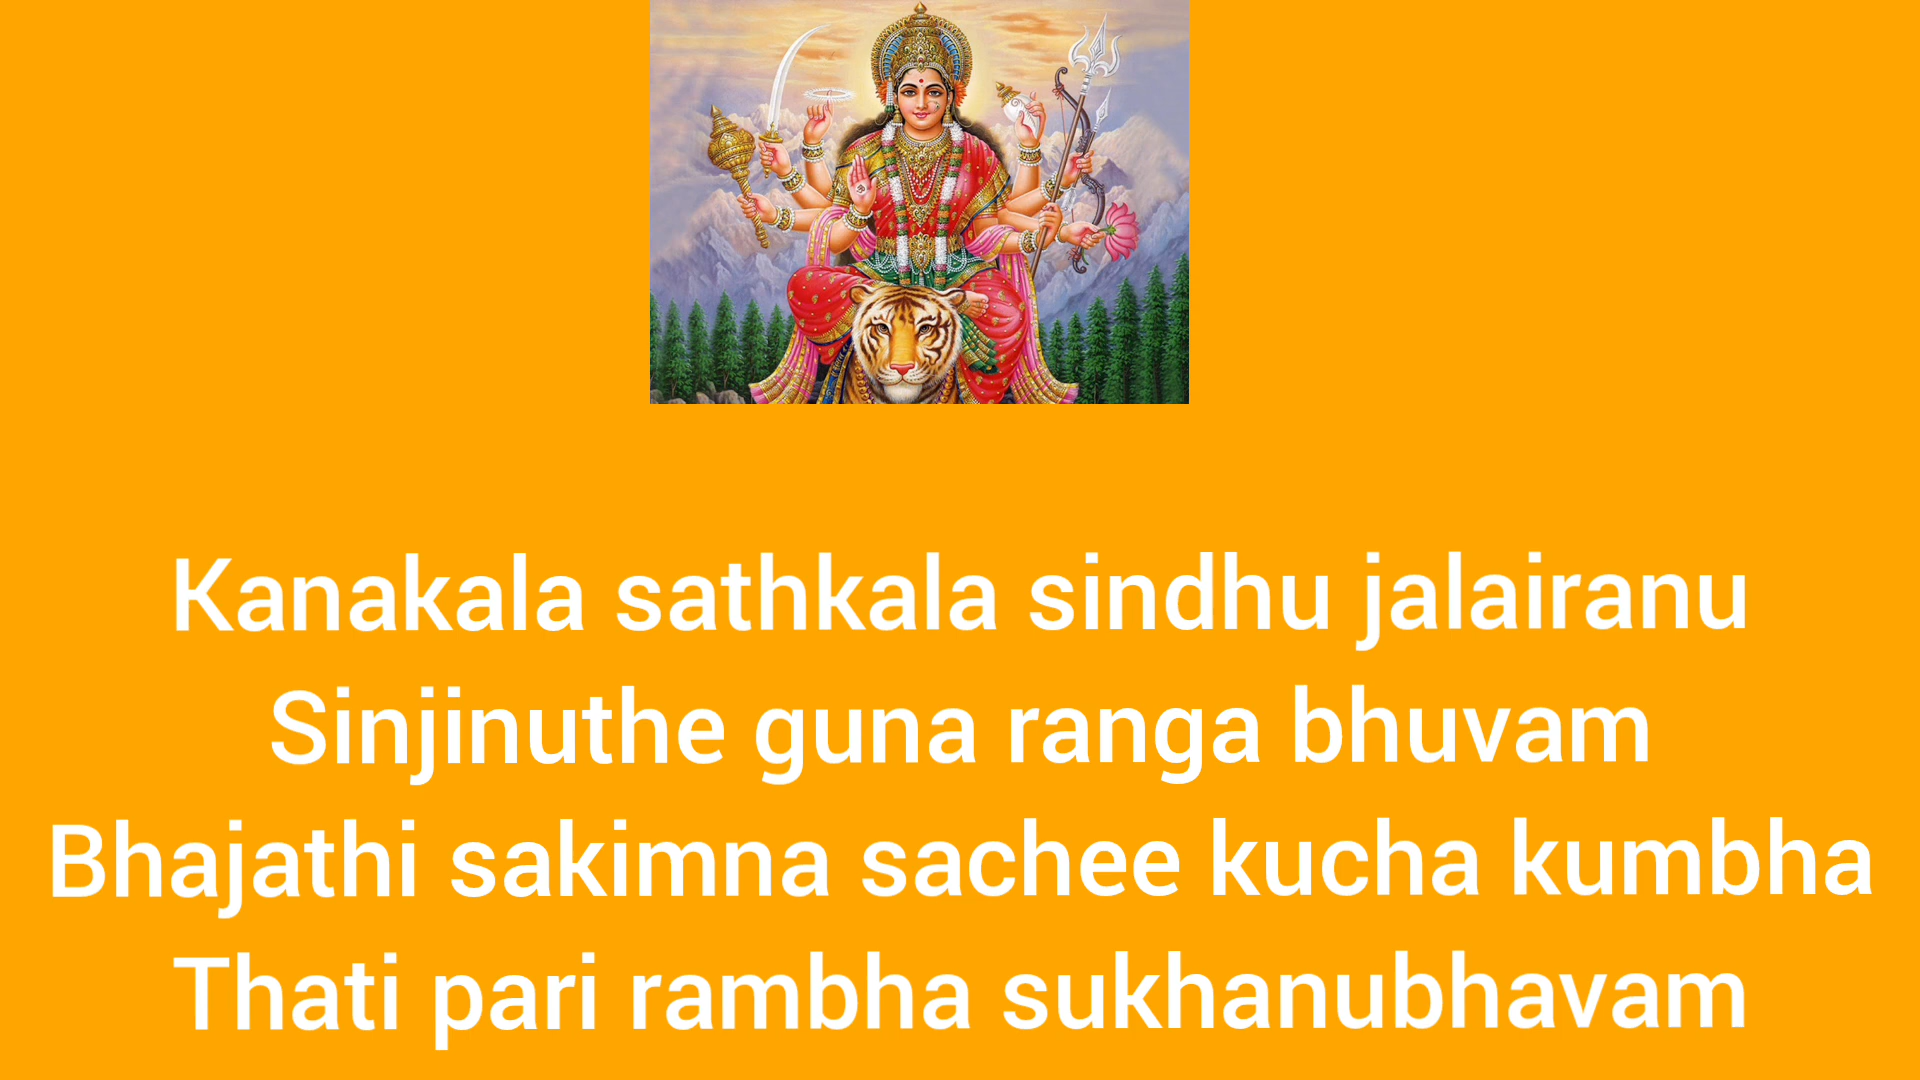 Kanakala sathkala sindhu jalairanu
Sinjinuthe guna ranga bhuvam
Bhajathi sakimna sachee kucha kumbha
Thati pari rambha sukhanubhavam